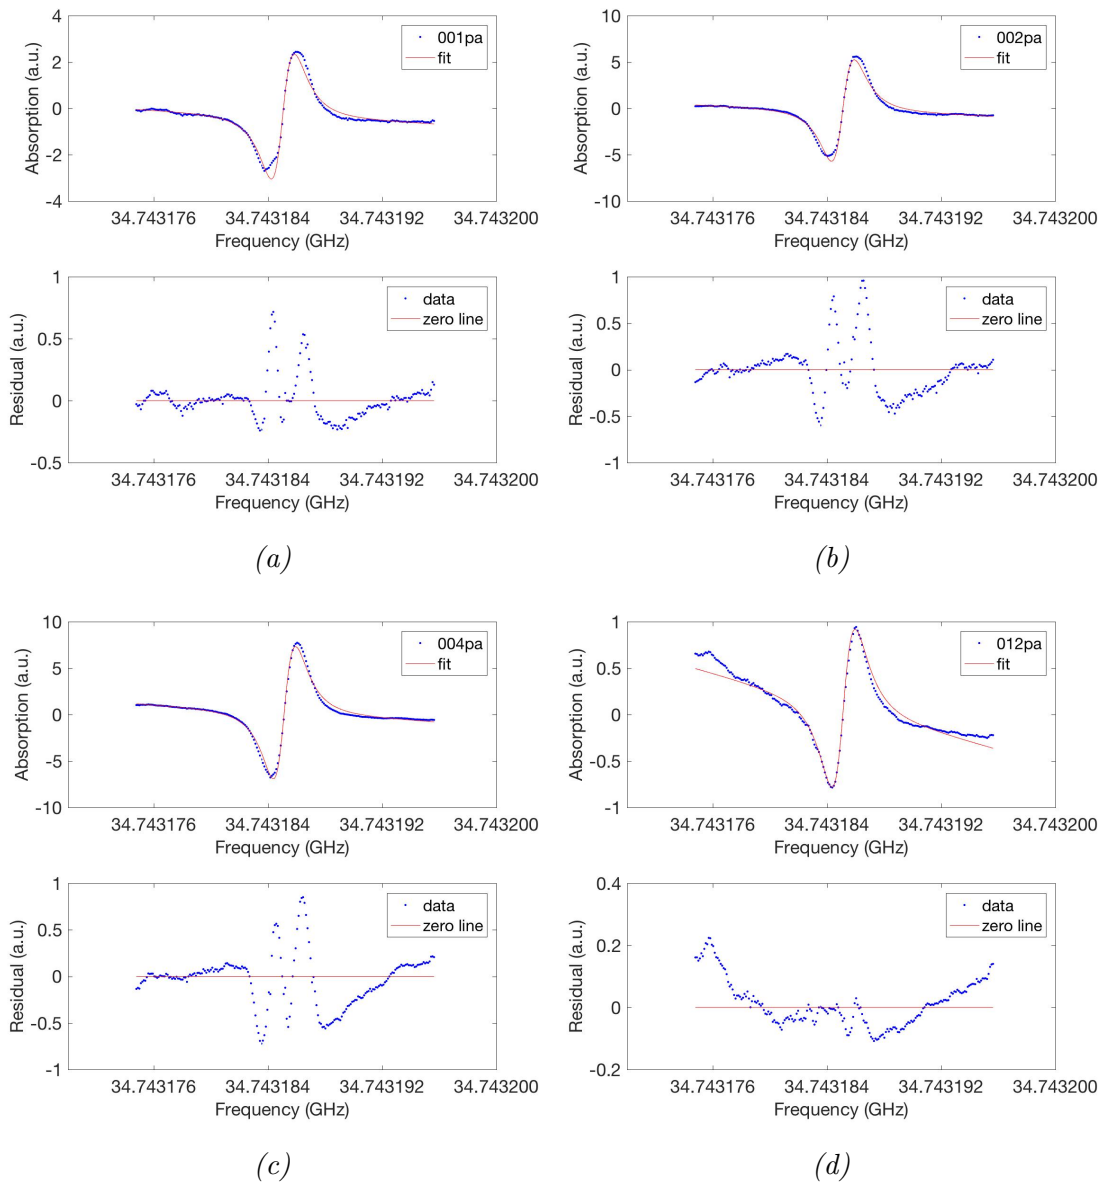 4
2
0
-2
-4
Absorption (a.u.)
001pa
fit
34.743176 34.743184 34.743192 34.743200
Frequency (GHz)
10
5
0
-5
-10
Absorption (a.u.)
002pa
fit
34.743176 34.743184 34.743192 34.743200
Frequency (GHz)
1
0.5
0
-0.5
Residual (a.u.)
data
zero line
34.743176 34.743184 34.743192 34.743200
Frequency (GHz)
1
0.5
0
-0.5
-1
Residual (a.u.)
data
zero line
34.743176 34.743184 34.743192 34.743200
Frequency (GHz)
(a)
(b)
10
5
0
-5
-10
Absorption (a.u.)
004pa
fit
34.743176 34.743184 34.743192 34.743200
Frequency (GHz)
1
0.5
0
-0.5
-1
Absorption (a.u.)
012pa
fit
34.743176 34.743184 34.743192 34.743200
Frequency (GHz)
1
0.5
0
-0.5
-1
Residual (a.u.)
data
zero line
34.743176 34.743184 34.743192 34.743200
Frequency (GHz)
0.4
0.2
0
-0.2
Residual (a.u.)
data
zero line
34.743176 34.743184 34.743192 34.743200
Frequency (GHz)
(c)
(d)